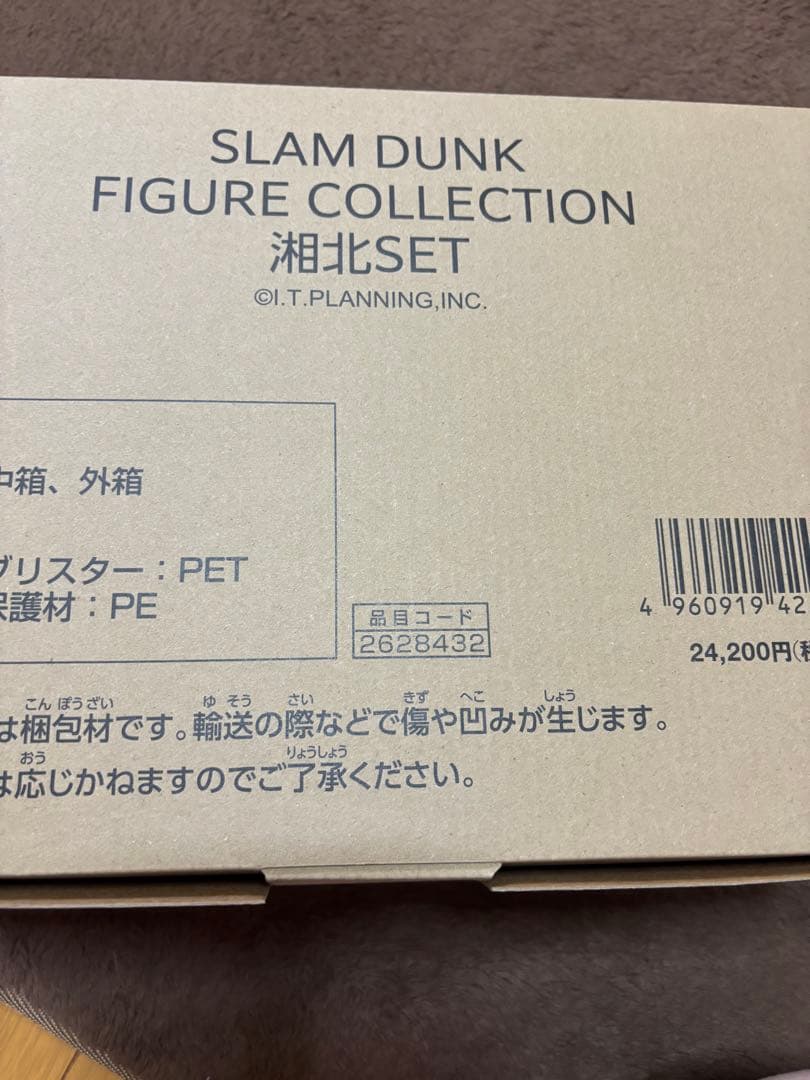 SLAM DUNK
FIGURE COLLECTION
湘北SET
©I.T.PLANNING,INC.
中箱、外箱
ブリスター：PET
保護材：PE
品目コード
2628432
4 960919 42
24,200円(税
こん ぽう ざい ゆ そう さい きず へこ しょう
は梱包材です。輸送の際などで傷や凹みが生じます。
おう りょうしょう
は応じかねますのでご了承ください。